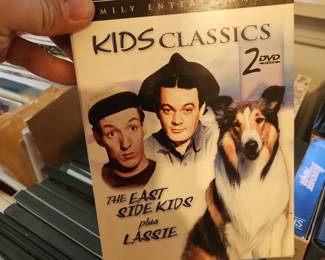 KIDS CLASSICS
2 DVD
THE EAST
SIDE KIDS
plus
LASSIE